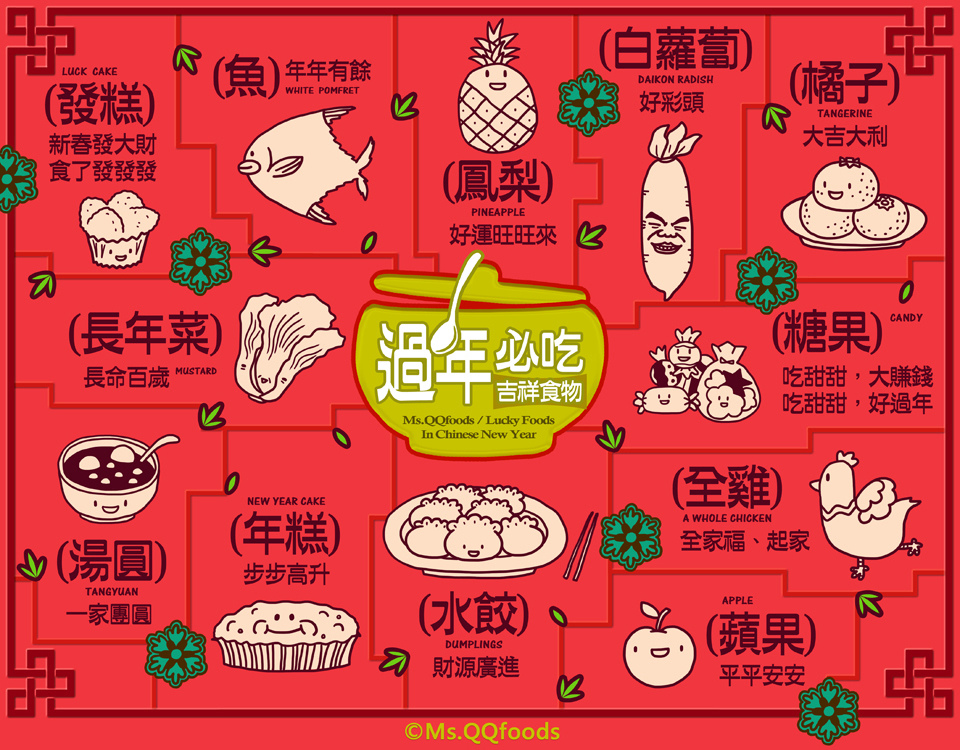 LUCK CAKE
(發糕)
新春發大財
食了發發發
(魚) 年年有餘
WHITE POMFRET
(鳳梨)
PINEAPPLE
好運旺旺來
(白蘿蔔)
DAIKON RADISH
好彩頭
(橘子)
TANGERINE
大吉大利
(長年菜)
長命百歲 MUSTARD
過年必吃
吉祥食物
Ms.QQfoods / Lucky Foods
In Chinese New Year
(糖果) CANDY
吃甜甜，大賺錢
吃甜甜，好過年
(湯圓)
TANGYUAN
一家團圓
NEW YEAR CAKE
(年糕)
步步高升
(水餃)
DUMPLINGS
財源廣進
(全雞)
A WHOLE CHICKEN
全家福、起家
APPLE
(蘋果)
平平安安
©Ms.QQfoods